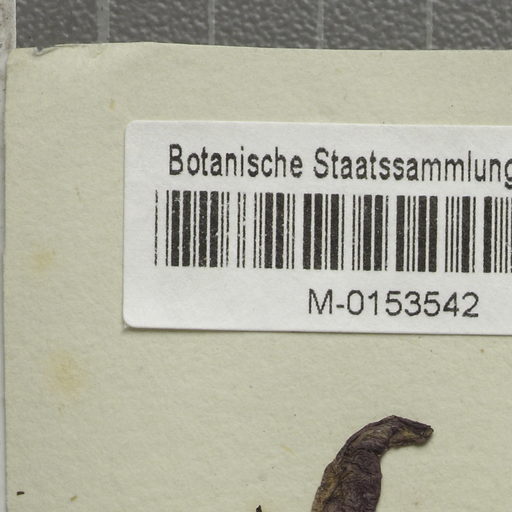 Botanische Staatssammlung
M-0153542